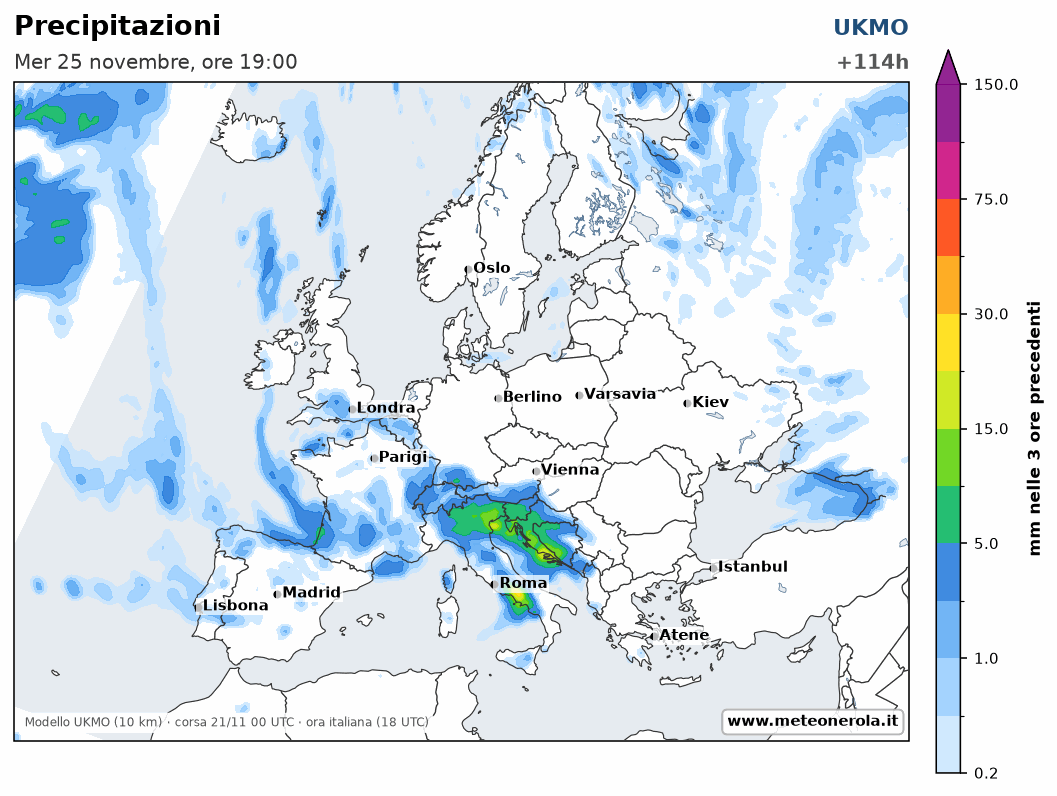 Precipitazioni
UKMO
Mer 25 novembre, ore 19:00
+114h
150.0
75.0
30.0
15.0
5.0
1.0
0.2
mm nelle 3 ore precedenti
Oslo
Berlino
Varsavia
Kiev
Londra
Parigi
Vienna
Istanbul
Roma
Madrid
Lisbona
Atene
Modello UKMO (10 km) · corsa 21/11 00 UTC · ora italiana (18 UTC)
www.meteonerola.it